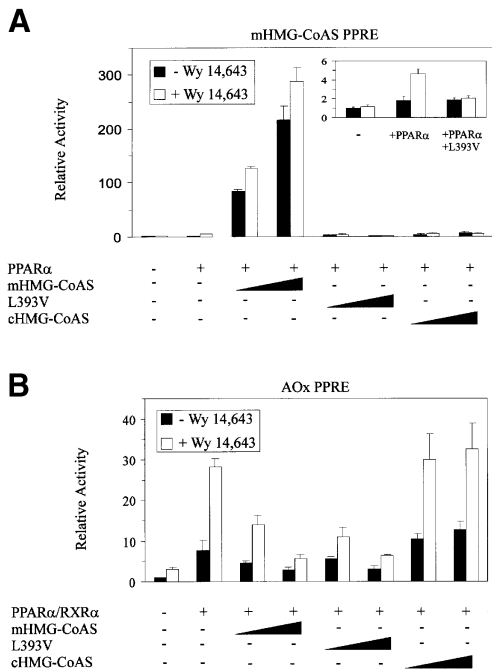 A
mHMG-CoAS PPRE
- Wy 14,643
+ Wy 14,643
300
200
100
0
Relative Activity
6
4
2
0
- +PPARα +PPARα
+L393V
PPARα - + + + + + + +
mHMG-CoAS - - - - - -
L393V - - - - - -
cHMG-CoAS - - - - - -
B
AOx PPRE
- Wy 14,643
+ Wy 14,643
40
30
20
10
0
Relative Activity
PPARα/RXRα - + + + + + + +
mHMG-CoAS - - - - - -
L393V - - - - - -
cHMG-CoAS - - - - - -